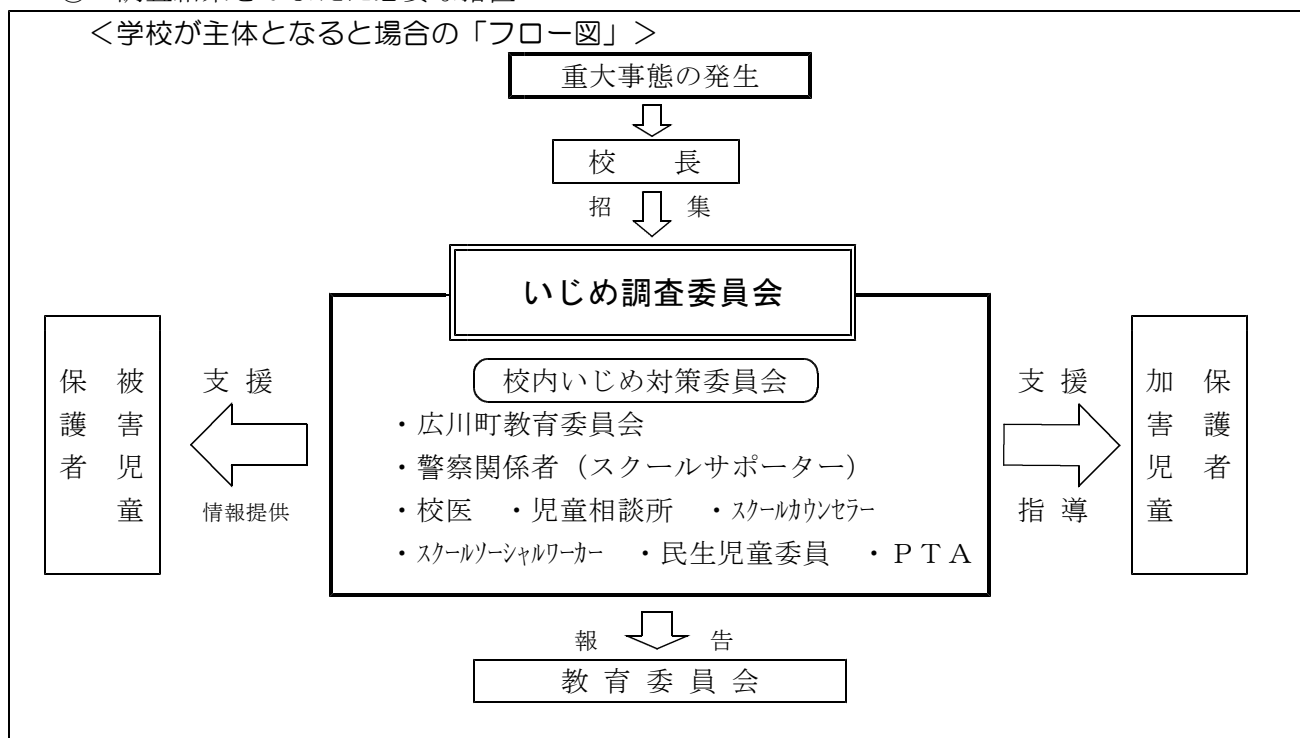 ＜学校が主体となると場合の「フロー図」＞
重大事態の発生
校　　長
招　集
いじめ調査委員会
校内いじめ対策委員会
・広川町教育委員会
・警察関係者（スクールサポーター）
・校医　・児童相談所　・ｽｸｰﾙｶｳﾝｾﾗｰ
・ｽｸｰﾙｿｰｼｬﾙﾜｰｶｰ　・民生児童委員　・ＰＴＡ
被害児童
保護者
支 援
情報提供
支 援
指 導
保護者
加害児童
報　告
教 育 委 員 会